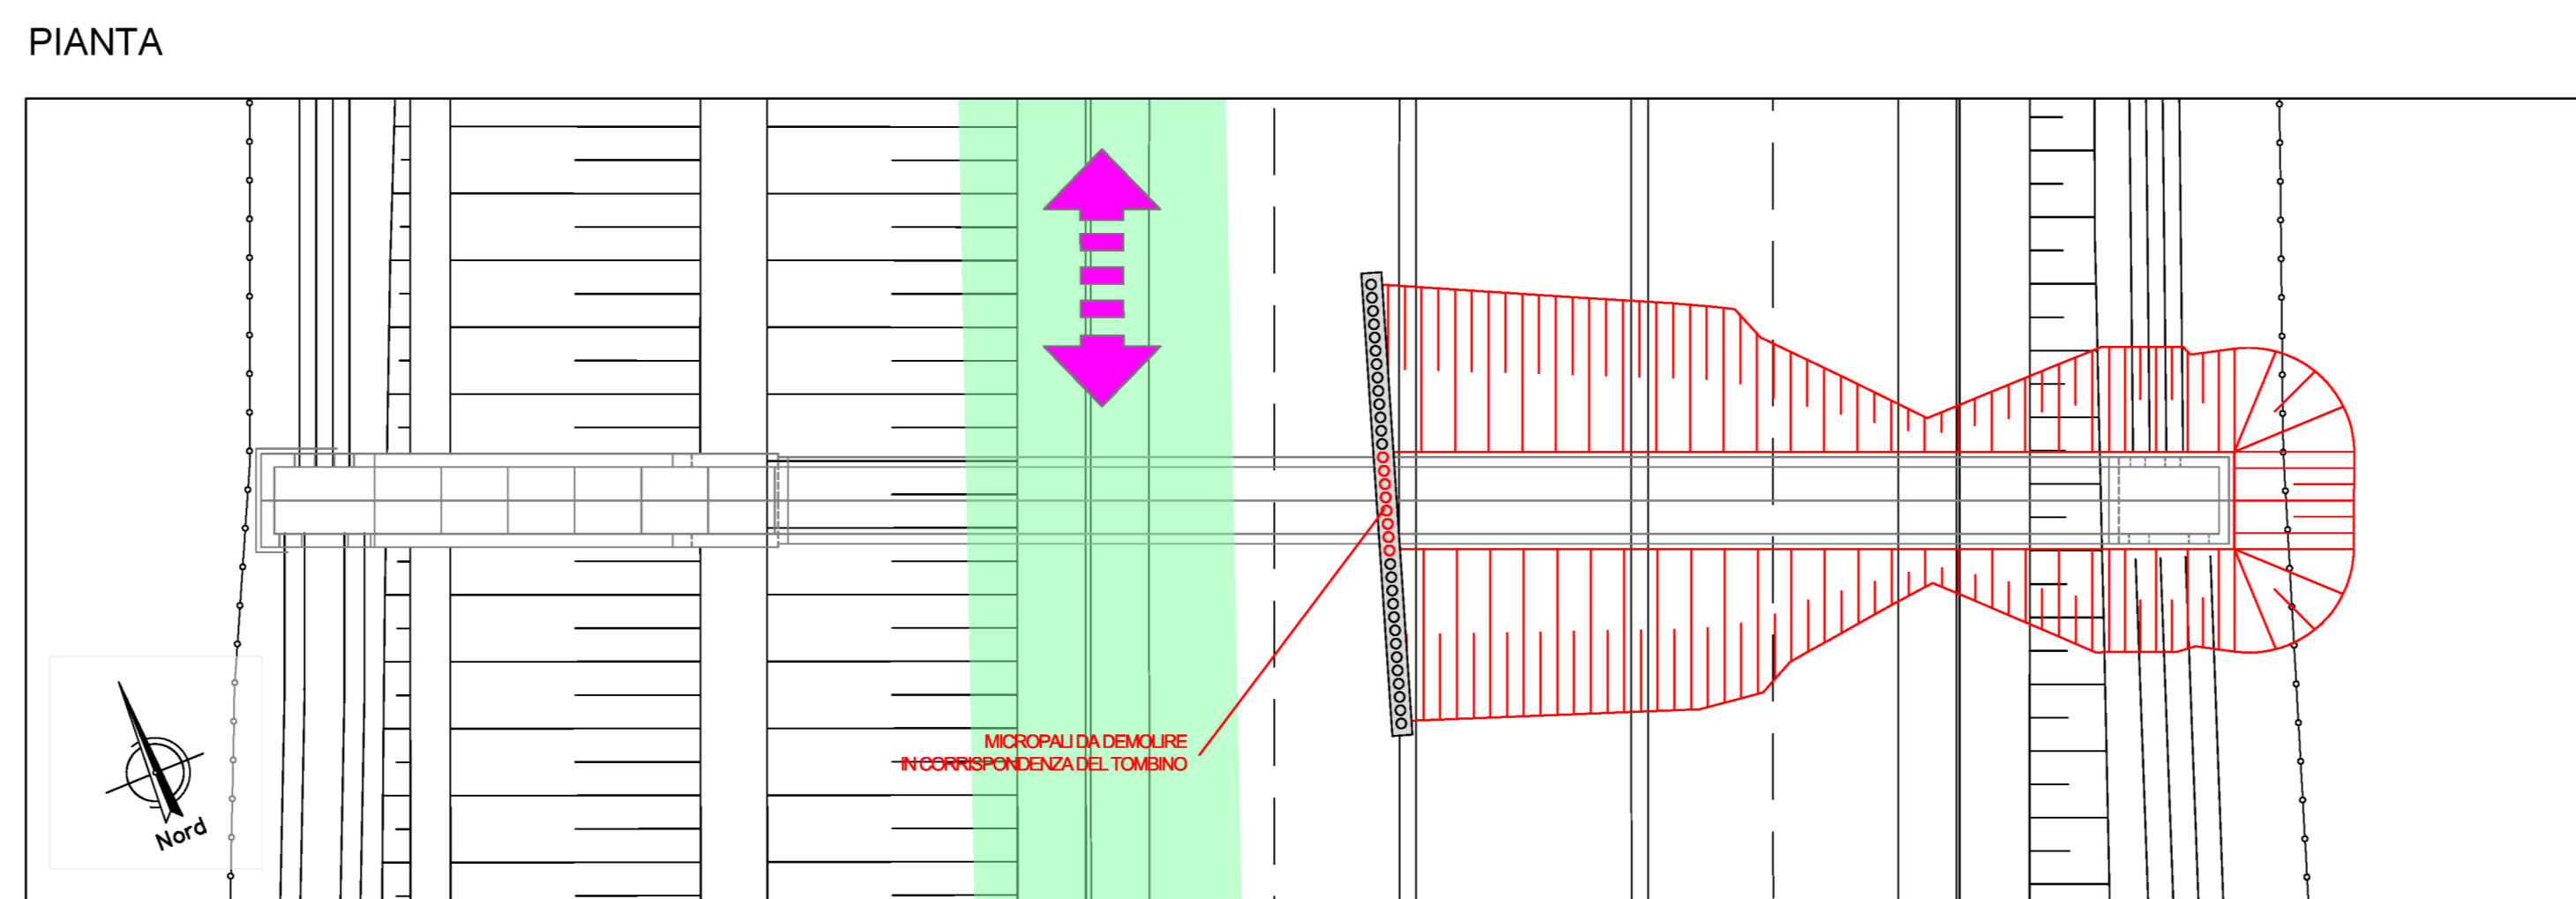 PIANTA
MICROPALI DA DEMOLIRE
IN CORRISPONDENZA DEL TOMBINO
Nord